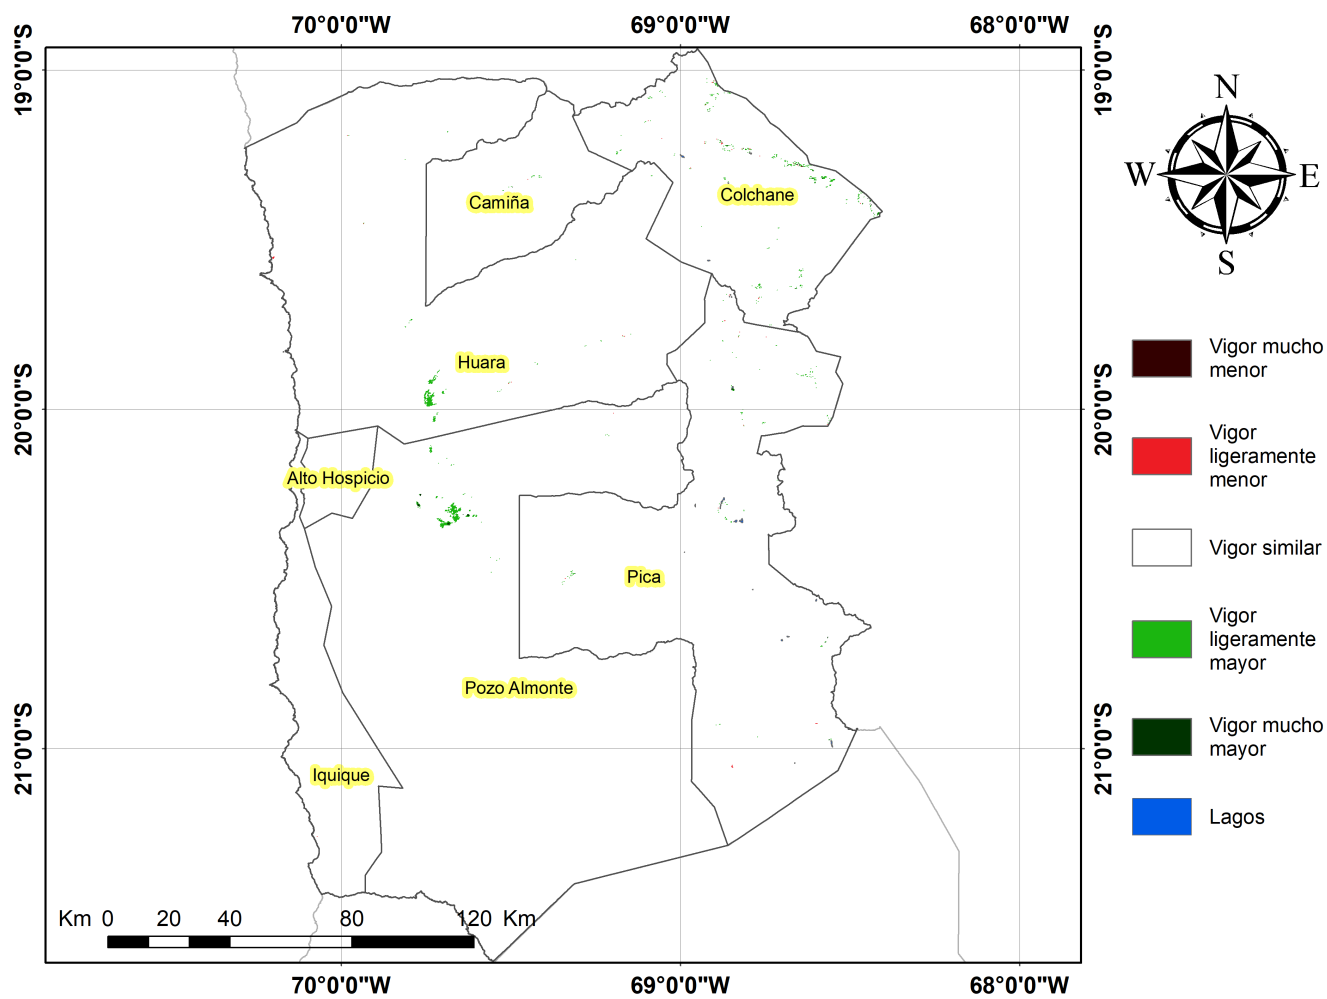 70°0'0"W 69°0'0"W 68°0'0"W
19°0'0"S
19°0'0"S
N
W
E
S
Camiña
Colchane
Vigor mucho
menor
Huara
20°0'0"S
20°0'0"S
Vigor
ligeramente
menor
Alto Hospicio
Vigor similar
Pica
Vigor
ligeramente
mayor
Pozo Almonte
21°0'0"S
21°0'0"S
Vigor mucho
mayor
Iquique
Lagos
Km 0 20 40 80 120 Km
70°0'0"W 69°0'0"W 68°0'0"W